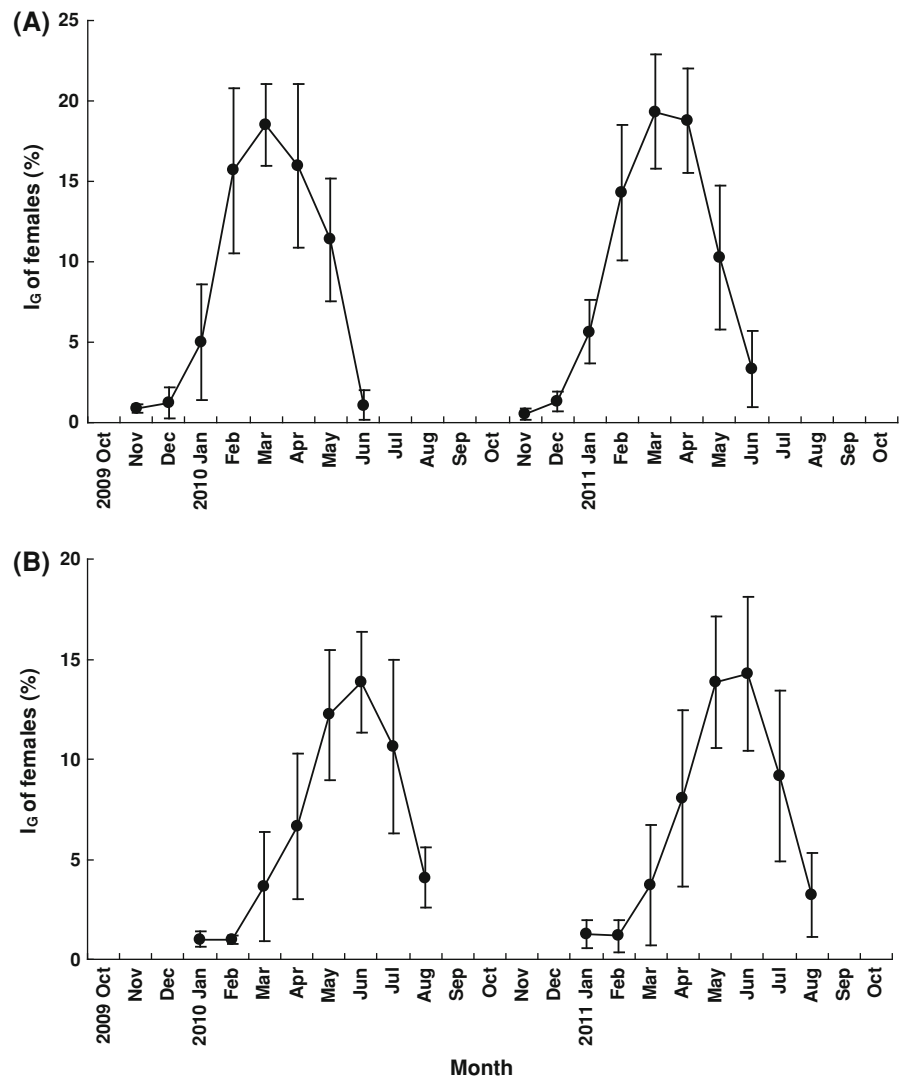 (A)
25
20
15
10
5
0
I_G of females (%)
2009 Oct
Nov
Dec
2010 Jan
Feb
Mar
Apr
May
Jun
Jul
Aug
Sep
Oct
Nov
Dec
2011 Jan
Feb
Mar
Apr
May
Jun
Jul
Aug
Sep
Oct
(B)
20
15
10
5
0
I_G of females (%)
2009 Oct
Nov
Dec
2010 Jan
Feb
Mar
Apr
May
Jun
Jul
Aug
Sep
Oct
Nov
Dec
2011 Jan
Feb
Mar
Apr
May
Jun
Jul
Aug
Sep
Oct
Month